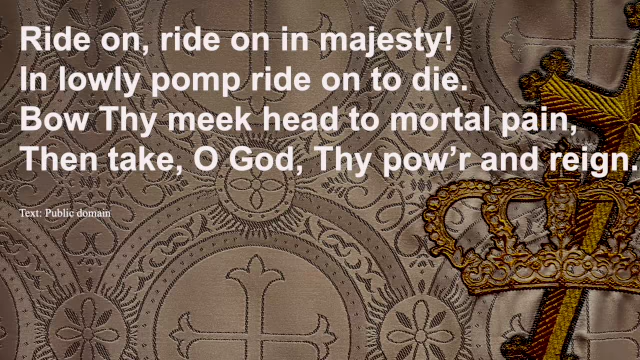 Ride on, ride on in majesty!
In lowly pomp ride on to die.
Bow Thy meek head to mortal pain,
Then take, O God, Thy pow’r and reign.
Text: Public domain